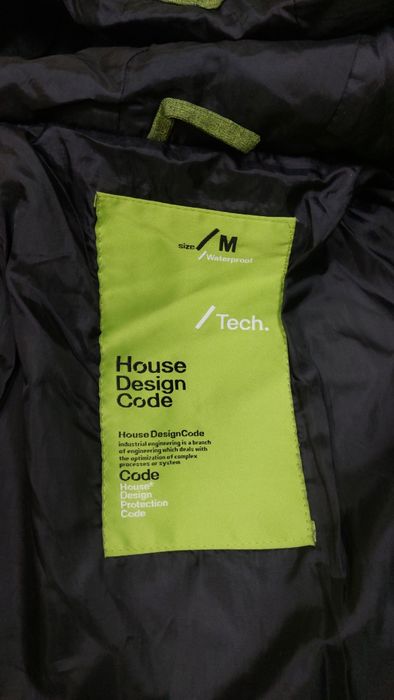 size / M
/Waterproof
/Tech.
House
Design
Code
House DesignCode
industrial engineering is a branch
of engineering which deals with
the optimization of complex
processes or system
Code
House®
Design
Protection
Code